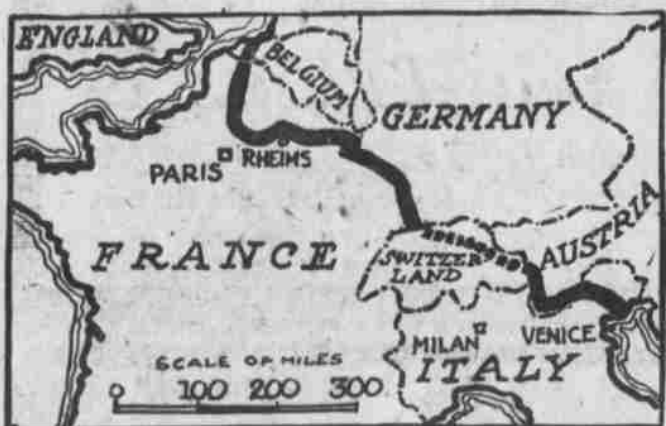 ENGLAND
BELGIUM
GERMANY
PARIS
RHEIMS
FRANCE
SWITZER
LAND
AUSTRIA
MILAN
VENICE
ITALY
SCALE OF MILES
0 100 200 300